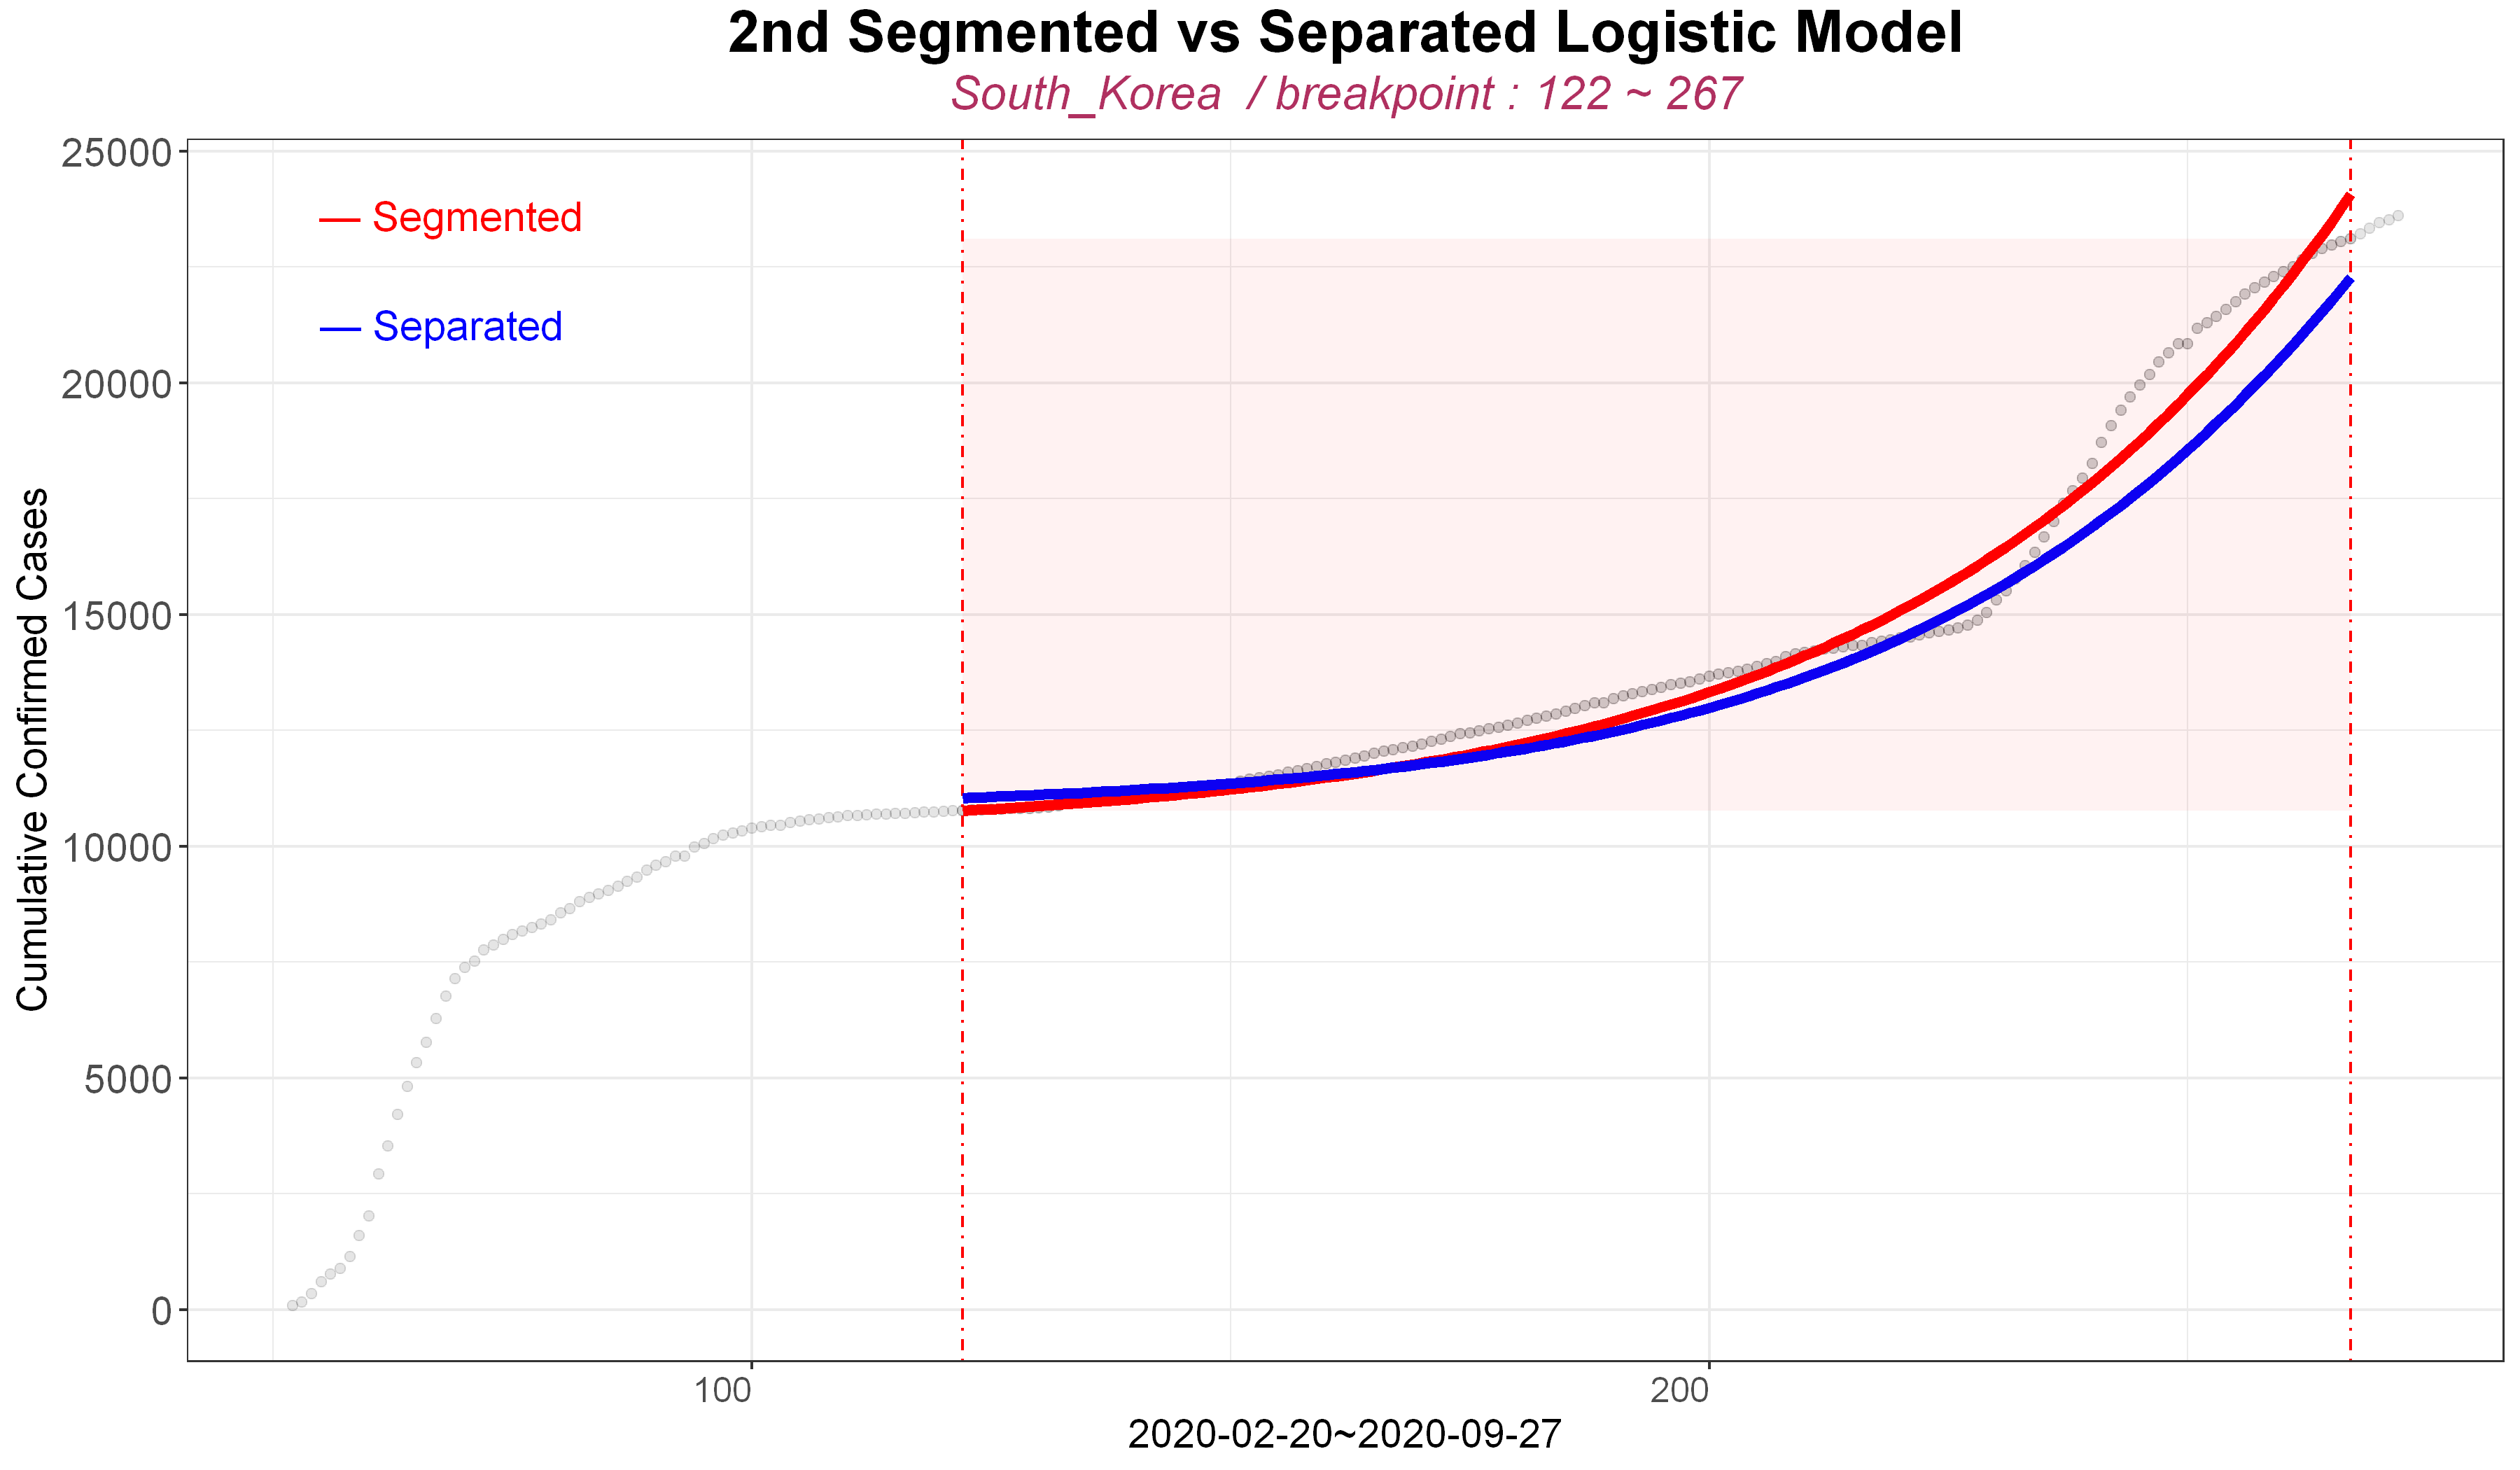 2nd Segmented vs Separated Logistic Model
South_Korea / breakpoint : 122 ~ 267
25000
Segmented
Separated
20000
15000
10000
5000
0
Cumulative Confirmed Cases
100
200
2020-02-20~2020-09-27